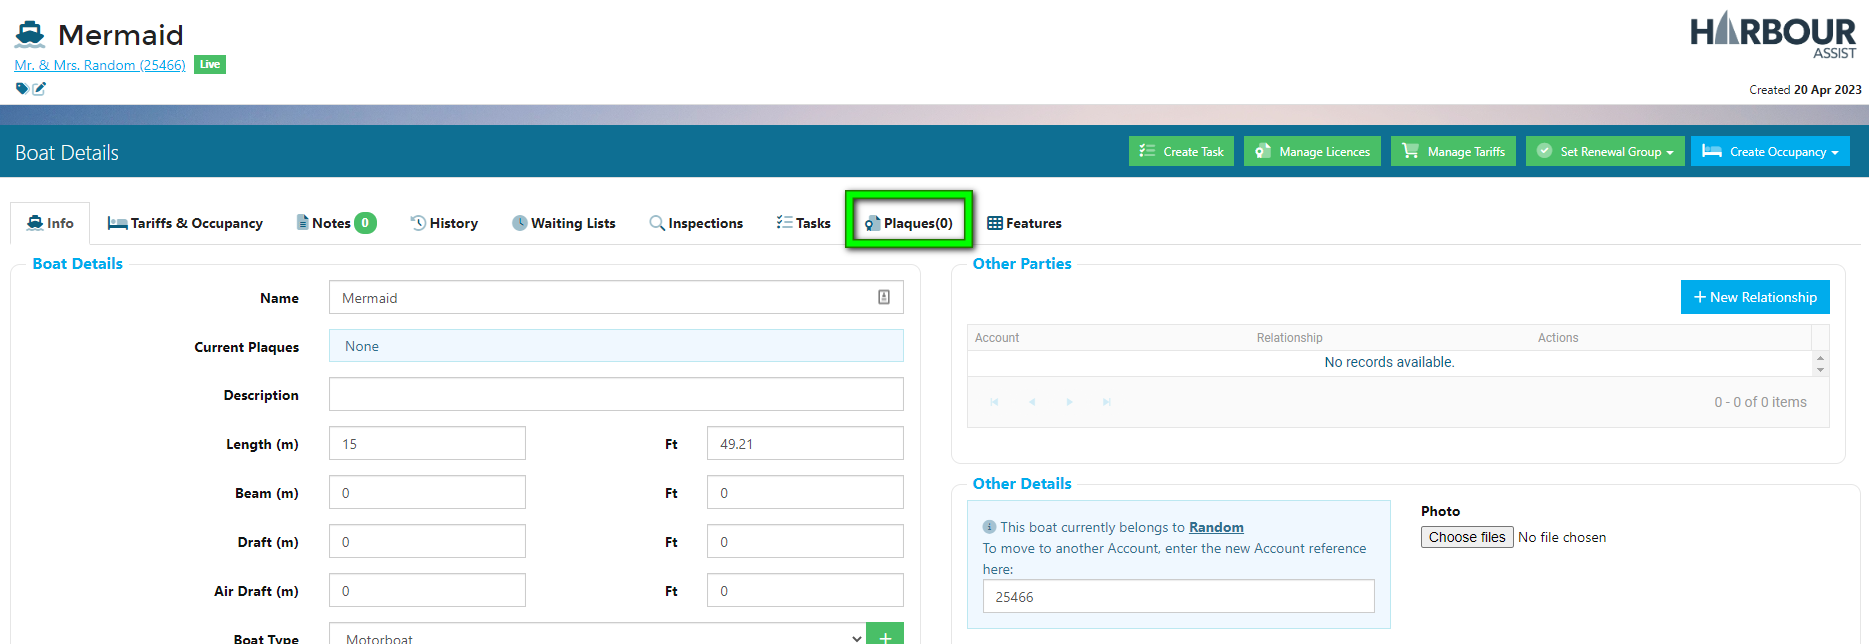 Mermaid
HARBOUR
ASSIST
Mr. & Mrs. Random (25466) Live
Created 20 Apr 2023
Boat Details
Create Task
Manage Licences
Manage Tariffs
Set Renewal Group
Create Occupancy
Info
Tariffs & Occupancy
Notes 0
History
Waiting Lists
Inspections
Tasks
Plaques(0)
Features
Boat Details
Name Mermaid
Current Plaques None
Description
Length (m) 15 Ft 49.21
Beam (m) 0 Ft 0
Draft (m) 0 Ft 0
Air Draft (m) 0 Ft 0
Boat Type Motorboat +
Other Parties
+ New Relationship
Account Relationship Actions
No records available.
0 - 0 of 0 items
Other Details
This boat currently belongs to Random
To move to another Account, enter the new Account reference
here:
25466
Photo
Choose files No file chosen